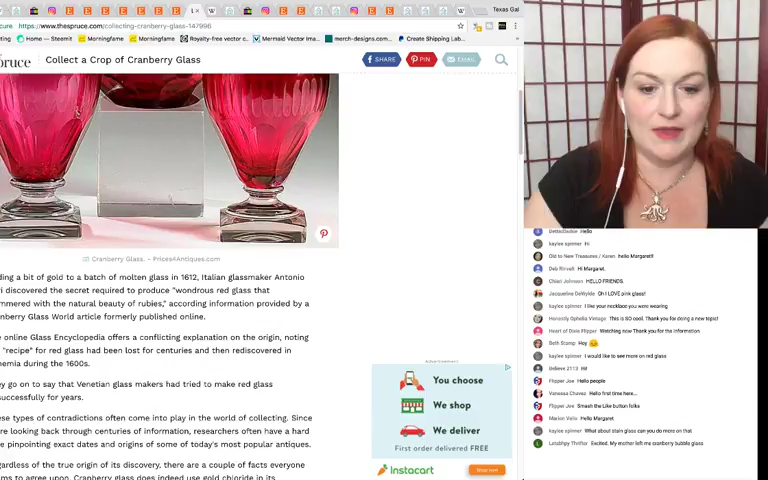 Texas Gal
cure https://www.thespruce.com/collecting-cranberry-glass-147996
ting Home — Steemit Morningfame Morningfame Royalty-free vector c... Mermaid Vector Ima... merch-designs.com... Create Shipping Lab...
pruce Collect a Crop of Cranberry Glass
SHARE PIN EMAIL
Cranberry Glass. - Prices4Antiques.com
ding a bit of gold to a batch of molten glass in 1612, Italian glassmaker Antonio
ri discovered the secret required to produce "wondrous red glass that
mmered with the natural beauty of rubies," according information provided by a
nberry Glass World article formerly published online.
e online Glass Encyclopedia offers a conflicting explanation on the origin, noting
"recipe" for red glass had been lost for centuries and then rediscovered in
hemia during the 1600s.
ey go on to say that Venetian glass makers had tried to make red glass
successfully for years.
ese types of contradictions often come into play in the world of collecting. Since
re looking back through centuries of information, researchers often have a hard
e pinpointing exact dates and origins of some of today's most popular antiques.
gardless of the true origin of its discovery, there are a couple of facts everyone
ms to agree upon. Cranberry glass does indeed use gold chloride in its
You choose
We shop
We deliver
First order delivered FREE
instacart
Shop now!
Hello
kaylee spinner Hi
Old to New Treasures / Karen hello Margaret!!
Deb Rirvell Hi Margaret.
Chlori Johnson HELLO FRIENDS.
Jacqueline DeWylde Oh I LOVE pink glass!
kaylee spinner I like your necklace you were wearing
Honestly Ophelia Vintage This is SO cool. Thank you for doing a new topic!
Heart of Dixie Flipper Watching now Thank you for the information
Beth Stamp Hey
kaylee spinner I would to see more on red glass
Believe 2113 Hi!
Flipper Joe Hello people
Vanessa Chavez Hello first time here...
Flipper Joe Smash the Like button folks
Marion Vello Hello Margaret
kaylee spinner What about stain glass can you do more on that
Letabhpy Thriftor Excited. My mother left me cranberry bubble glass